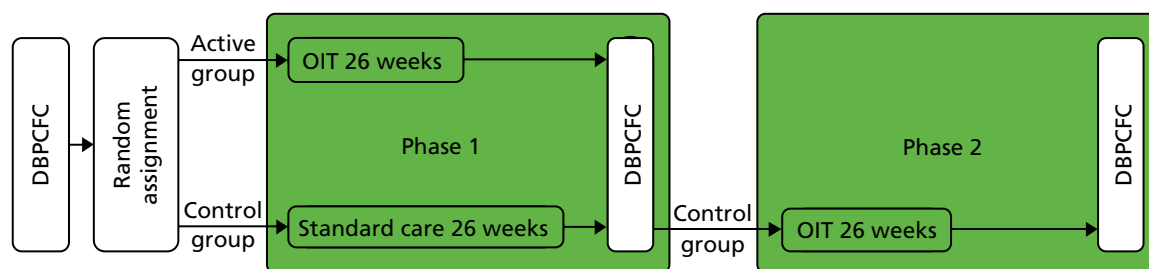 DBPCFC
Random
assignment
Active
group
Control
group
OIT 26 weeks
Phase 1
Standard care 26 weeks
DBPCFC
Control
group
Phase 2
OIT 26 weeks
DBPCFC